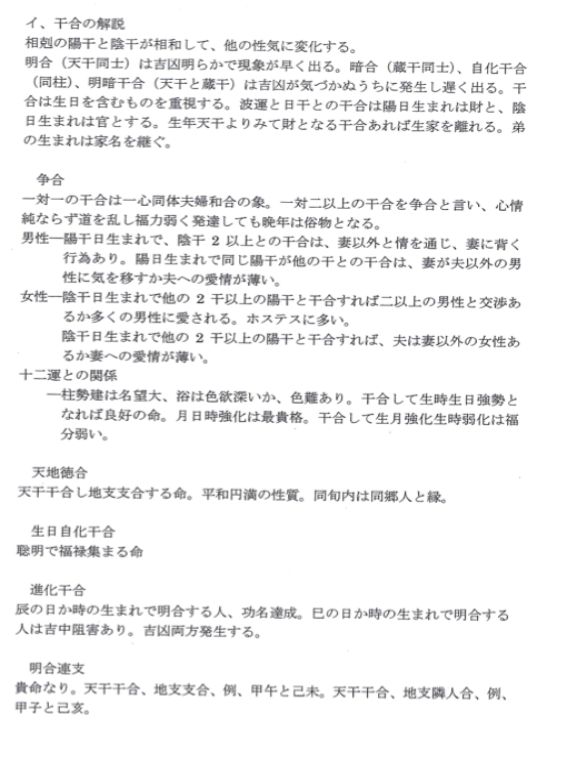 イ、干合の解説
相剋の陽干と陰干が相和して、他の性気に変化する。
明合（天干同士）は吉凶明らかで現象が早く出る。暗合（蔵干同士）、自化干合
（同柱）、明暗干合（天干と蔵干）は吉凶が気づかぬうちに発生し遅く出る。干
合は生日を含むものを重視する。波運と日干との干合は陽日生まれは財と、陰
日生まれは官とする。生年天干よりみて財となる干合あれば生家を離れる。弟
の生まれは家名を継ぐ。
争合
一対一の干合は一心同体夫婦和合の象。一対二以上の干合を争合と言い、心情
純ならず道を乱し福力弱く発達しても晩年は俗物となる。
男性―陽干日生まれで、陰干 2 以上との干合は、妻以外と情を通じ、妻に背く
行為あり。陽日生まれで同じ陽干が他の干との干合は、妻が夫以外の男
性に気を移すか夫への愛情が薄い。
女性―陰干日生まれで他の 2 干以上の陽干と干合すれば二以上の男性と交渉あ
るか多くの男性に愛される。ホステスに多い。
陰干日生まれで他の 2 干以上の陽干と干合すれば、夫は妻以外の女性あ
るか妻への愛情が薄い。
十二運との関係
―柱勢建は名望大、浴は色欲深いか、色難あり。干合して生時生日強勢と
なれば良好の命。月日時強化は最貴格。干合して生月強化生時弱化は福
分弱い。
天地徳合
天干干合し地支支合する命。平和円満の性質。同旬内は同郷人と縁。
生日自化干合
聡明で福禄集まる命
進化干合
辰の日か時の生まれで明合する人、功名達成。巳の日か時の生まれで明合する
人は吉中阻害あり。吉凶両方発生する。
明合連支
貴命なり。天干干合、地支支合、例、甲午と己未。天干干合、地支隣人合、例、
甲子と己亥。